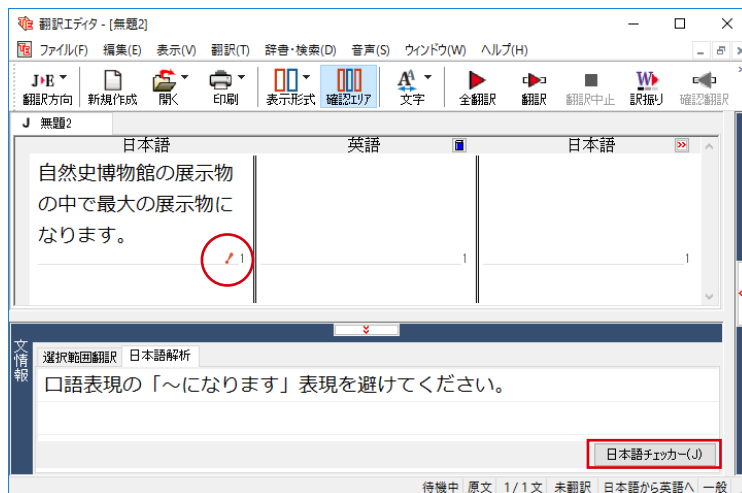 翻訳エディタ - [無題2]
ファイル(F) 編集(E) 表示(V) 翻訳(T) 辞書・検索(D) 音声(S) ウィンドウ(W) ヘルプ(H)
J▸E
翻訳方向 新規作成 開く 印刷 表示形式 確認エリア 文字 全翻訳 翻訳 翻訳中止 訳振り 確認翻訳
J 無題2
日本語 英語 日本語
自然史博物館の展示物
の中で最大の展示物に
なります。
1 1 1
文情報
選択範囲翻訳 日本語解析
口語表現の「～になります」表現を避けてください。
日本語チェッカー(J)
待機中 原文 1/1文 未翻訳 日本語から英語へ 一般